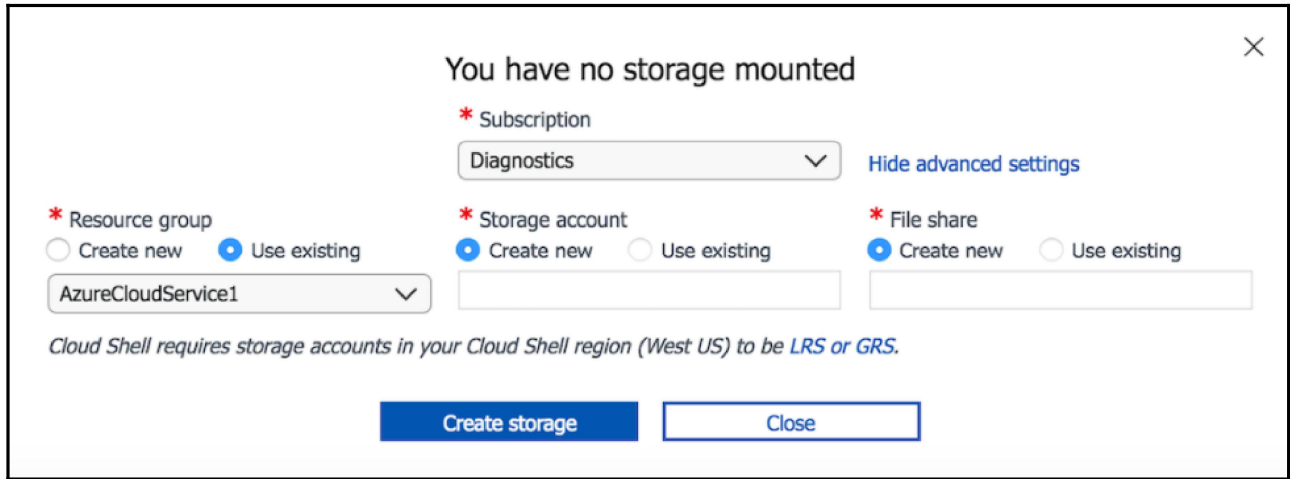 You have no storage mounted
* Subscription
Diagnostics
Hide advanced settings
* Resource group
Create new Use existing
AzureCloudService1
* Storage account
Create new Use existing
* File share
Create new Use existing
Cloud Shell requires storage accounts in your Cloud Shell region (West US) to be LRS or GRS.
Create storage
Close